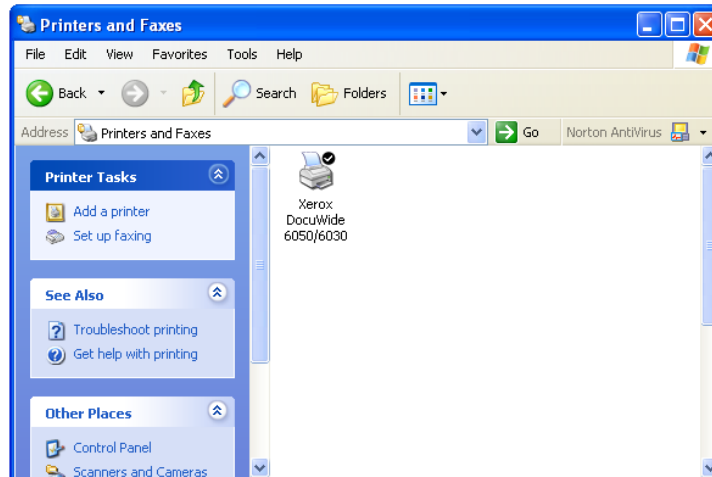 Printers and Faxes
File Edit View Favorites Tools Help
Back Search Folders
Address Printers and Faxes Go Norton AntiVirus
Printer Tasks
Add a printer
Set up faxing
See Also
Troubleshoot printing
Get help with printing
Other Places
Control Panel
Scanners and Cameras
Xerox
DocuWide
6050/6030